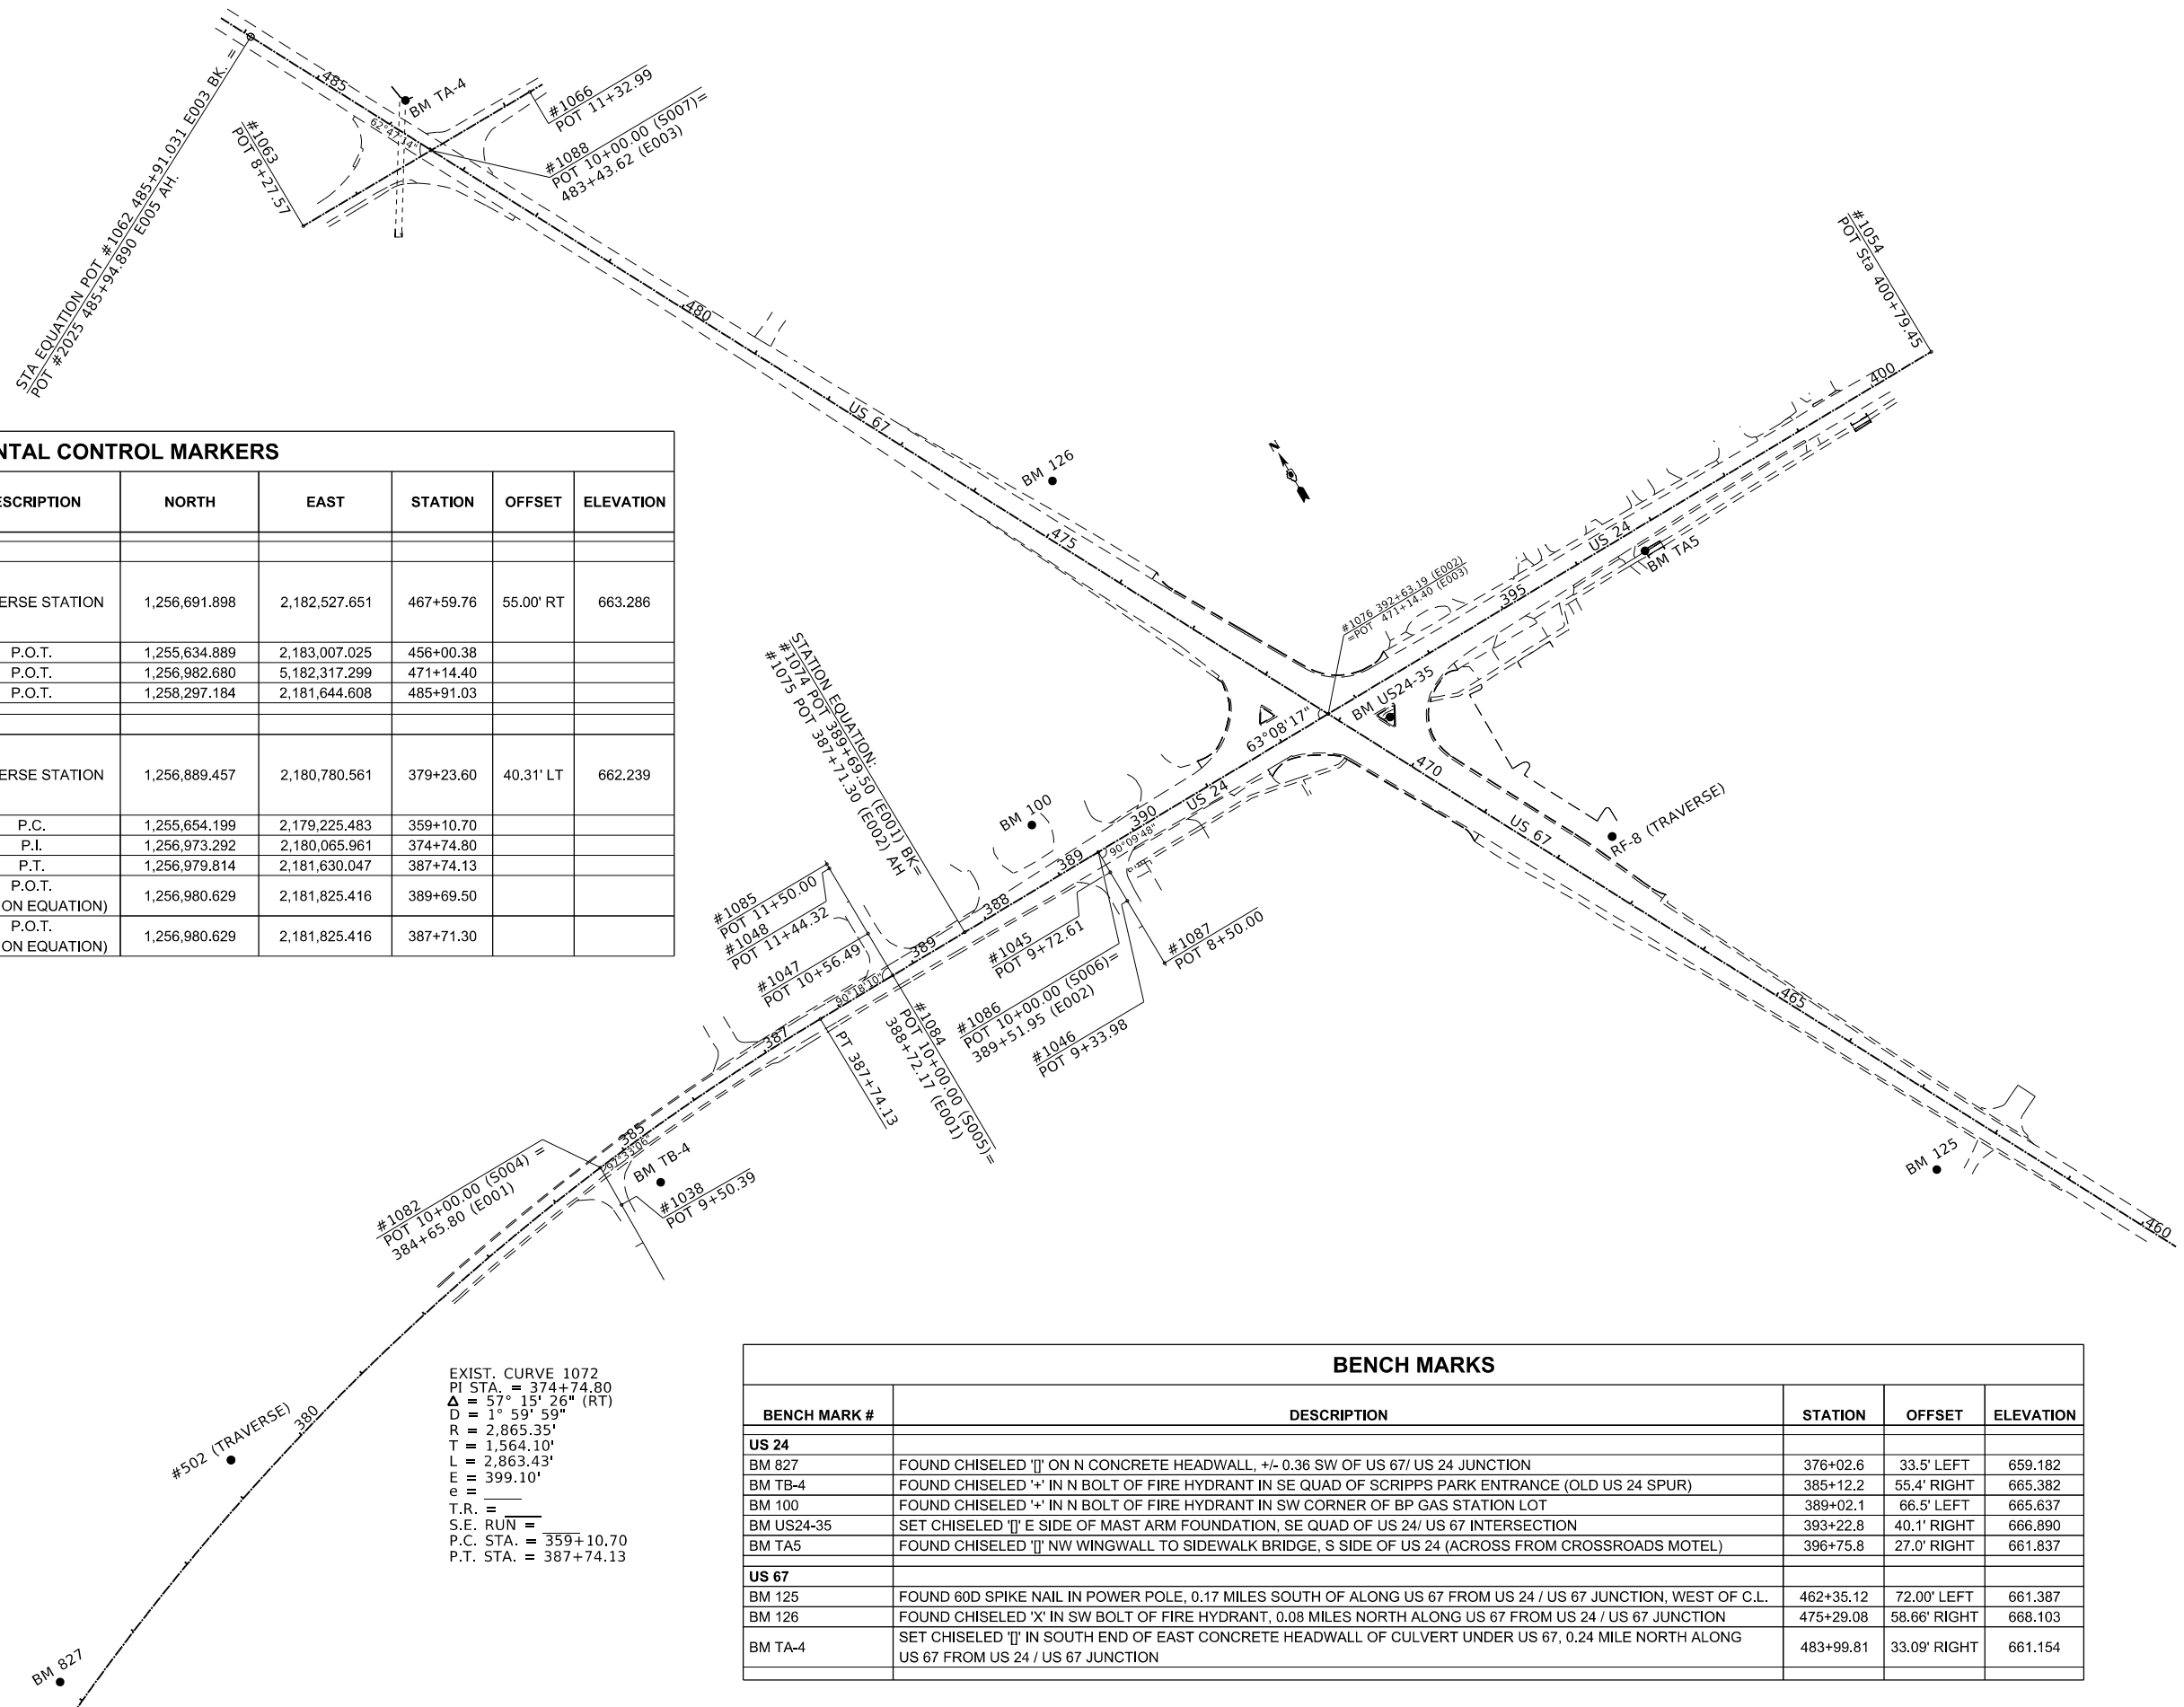 STA EQUATION POT #1062 485+91.031 E003 BK. =
POT #2025 485+94.890 E005 AH.
485
BM TA-4
62°47'14"
#1063
POT 8+27.57
#1066
POT 11+32.99
#1088
POT 10+00.00 (S007)=
483+43.62 (E003)
480
US 67
BM 126
N
475
#1054
POT Sta 400+79.45
400
US 24
BM TA5
395
#1076 392+63.19 (E002)
=POT 471+14.40 (E003)
BM US24-35
63°08'17"
470
US 67
RF-8 (TRAVERSE)
465
BM 125
460
NTAL CONTROL MARKERS
ESCRIPTION NORTH EAST STATION OFFSET ELEVATION
ERSE STATION 1,256,691.898 2,182,527.651 467+59.76 55.00' RT 663.286
P.O.T. 1,255,634.889 2,183,007.025 456+00.38
P.O.T. 1,256,982.680 5,182,317.299 471+14.40
P.O.T. 1,258,297.184 2,181,644.608 485+91.03
ERSE STATION 1,256,889.457 2,180,780.561 379+23.60 40.31' LT 662.239
P.C. 1,255,654.199 2,179,225.483 359+10.70
P.I. 1,256,973.292 2,180,065.961 374+74.80
P.T. 1,256,979.814 2,181,630.047 387+74.13
P.O.T.
ON EQUATION) 1,256,980.629 2,181,825.416 389+69.50
P.O.T.
ON EQUATION) 1,256,980.629 2,181,825.416 387+71.30
STATION EQUATION:
#1074 POT 389+69.50 (E001) BK=
#1075 POT 387+71.30 (E002) AH
BM 100
US 24
390
90°09'48"
389
388
389
#1085
POT 11+50.00
#1048
POT 11+44.32
#1047
POT 10+56.49
90°18'10"
#1045
POT 9+72.61
#1087
POT 8+50.00
#1086
POT 10+00.00 (S006)=
389+51.95 (E002)
#1046
POT 9+33.98
#1084
POT 10+00.00 (S005)=
388+72.17 (E001)
387
PT 387+74.13
385
97°33'06"
BM TB-4
#1038
POT 9+50.39
#1082
POT 10+00.00 (S004) =
384+65.80 (E001)
380
#502 (TRAVERSE)
BM 827
EXIST. CURVE 1072
PI STA. = 374+74.80
Δ = 57° 15' 26" (RT)
D = 1° 59' 59"
R = 2,865.35'
T = 1,564.10'
L = 2,863.43'
E = 399.10'
e =
T.R. =
S.E. RUN =
P.C. STA. = 359+10.70
P.T. STA. = 387+74.13
BENCH MARKS
BENCH MARK # DESCRIPTION STATION OFFSET ELEVATION
US 24
BM 827 FOUND CHISELED '[]' ON N CONCRETE HEADWALL, +/- 0.36 SW OF US 67/ US 24 JUNCTION 376+02.6 33.5' LEFT 659.182
BM TB-4 FOUND CHISELED '+' IN N BOLT OF FIRE HYDRANT IN SE QUAD OF SCRIPPS PARK ENTRANCE (OLD US 24 SPUR) 385+12.2 55.4' RIGHT 665.382
BM 100 FOUND CHISELED '+' IN N BOLT OF FIRE HYDRANT IN SW CORNER OF BP GAS STATION LOT 389+02.1 66.5' LEFT 665.637
BM US24-35 SET CHISELED '[]' E SIDE OF MAST ARM FOUNDATION, SE QUAD OF US 24/ US 67 INTERSECTION 393+22.8 40.1' RIGHT 666.890
BM TA5 FOUND CHISELED '[]' NW WINGWALL TO SIDEWALK BRIDGE, S SIDE OF US 24 (ACROSS FROM CROSSROADS MOTEL) 396+75.8 27.0' RIGHT 661.837
US 67
BM 125 FOUND 60D SPIKE NAIL IN POWER POLE, 0.17 MILES SOUTH OF ALONG US 67 FROM US 24 / US 67 JUNCTION, WEST OF C.L. 462+35.12 72.00' LEFT 661.387
BM 126 FOUND CHISELED 'X' IN SW BOLT OF FIRE HYDRANT, 0.08 MILES NORTH ALONG US 67 FROM US 24 / US 67 JUNCTION 475+29.08 58.66' RIGHT 668.103
BM TA-4 SET CHISELED '[]' IN SOUTH END OF EAST CONCRETE HEADWALL OF CULVERT UNDER US 67, 0.24 MILE NORTH ALONG
US 67 FROM US 24 / US 67 JUNCTION 483+99.81 33.09' RIGHT 661.154